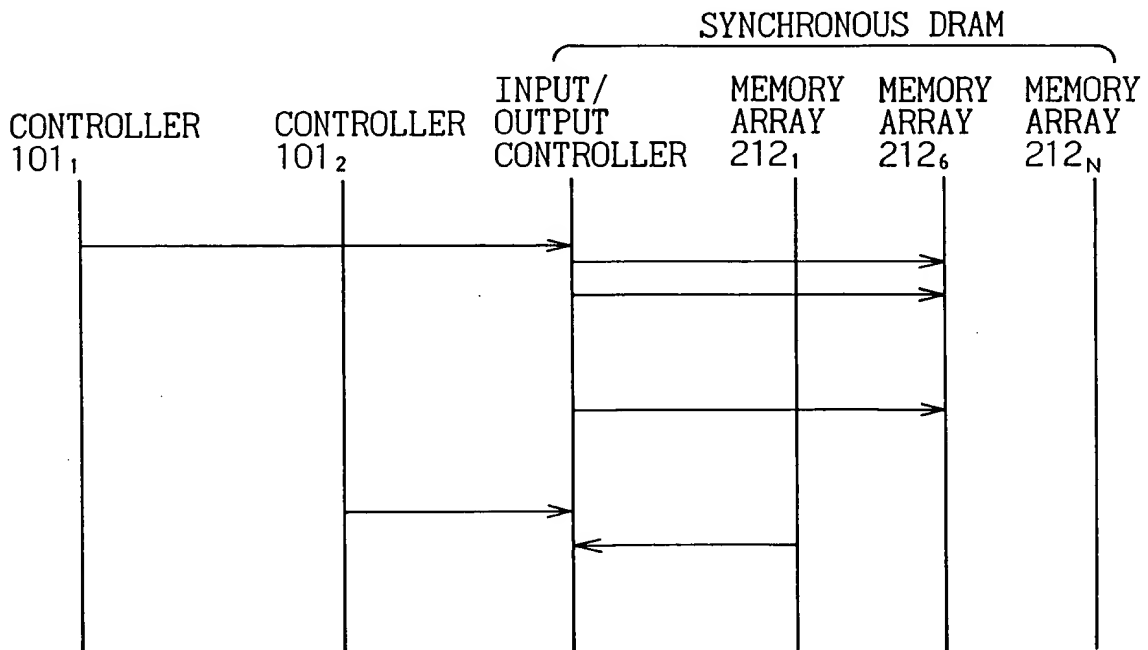 SYNCHRONOUS DRAM
CONTROLLER
101₁
CONTROLLER
101₂
INPUT/
OUTPUT
CONTROLLER
MEMORY
ARRAY
212₁
MEMORY
ARRAY
212₆
MEMORY
ARRAY
212N